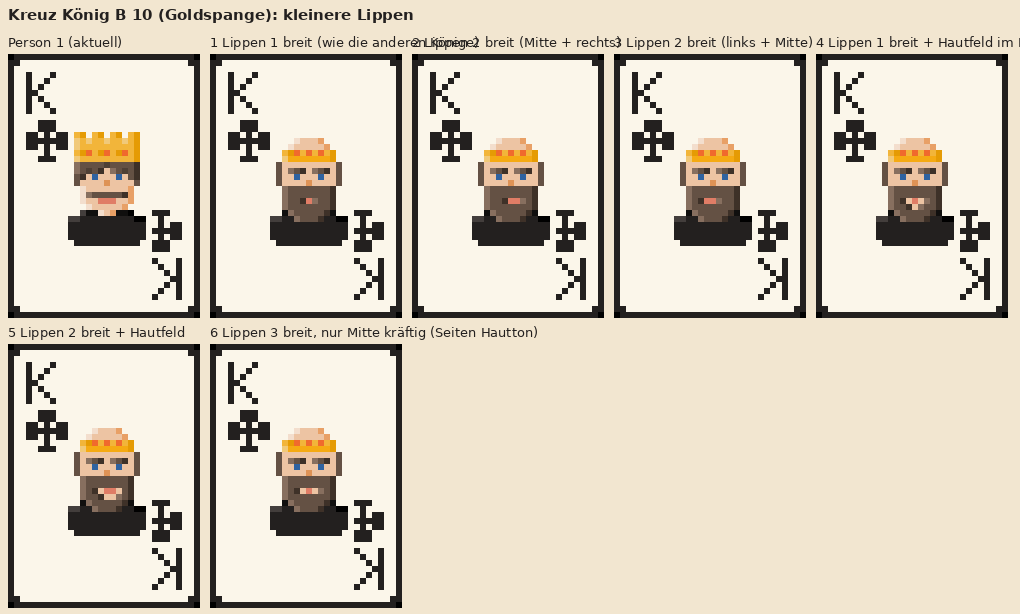 Kreuz König B 10 (Goldspange): kleinere Lippen
Person 1 (aktuell)
1 Lippen 1 breit (wie die anderen Könige)
2 Lippen 2 breit (Mitte + rechts)
3 Lippen 2 breit (links + Mitte)
4 Lippen 1 breit + Hautfeld im
K
K
K
K
K
K
K
K
K
K
5 Lippen 2 breit + Hautfeld
6 Lippen 3 breit, nur Mitte kräftig (Seiten Hautton)
K
K
K
K